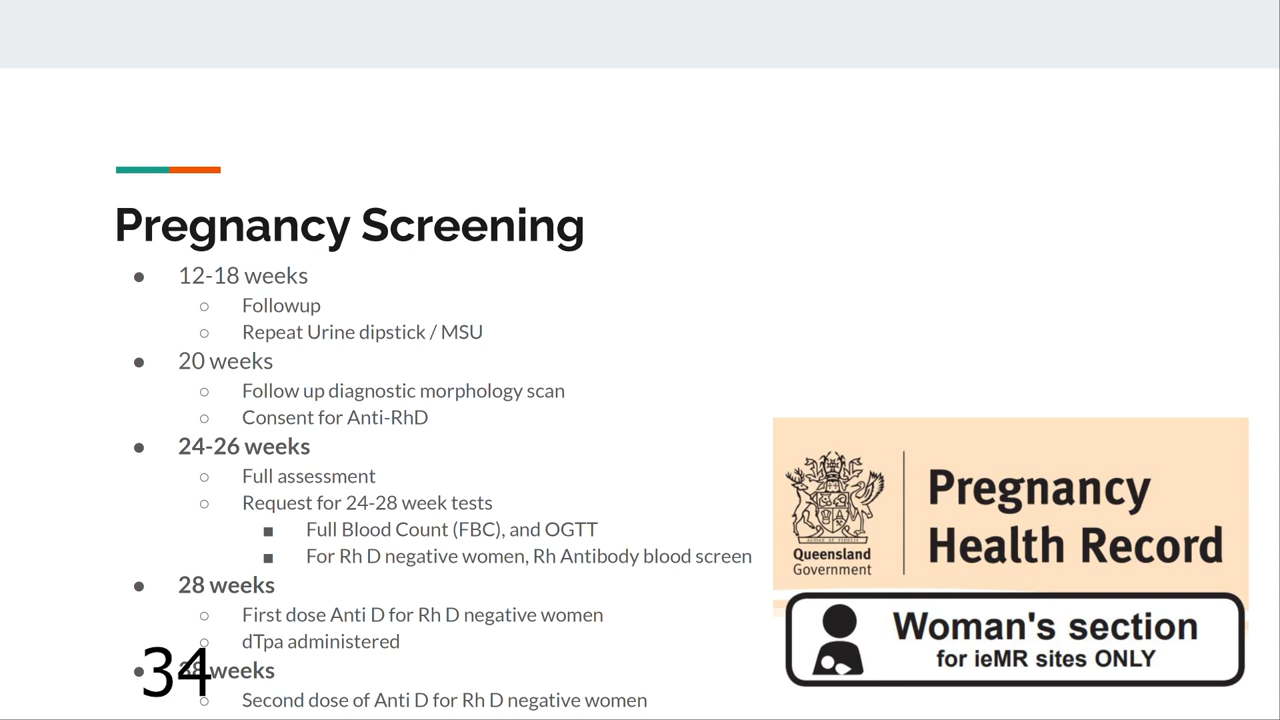 Pregnancy Screening
● 12-18 weeks
○ Followup
○ Repeat Urine dipstick / MSU
● 20 weeks
○ Follow up diagnostic morphology scan
○ Consent for Anti-RhD
● 24-26 weeks
○ Full assessment
○ Request for 24-28 week tests
■ Full Blood Count (FBC), and OGTT
■ For Rh D negative women, Rh Antibody blood screen
● 28 weeks
○ First dose Anti D for Rh D negative women
○ dTpa administered
● weeks
○ Second dose of Anti D for Rh D negative women
34
Queensland
Government
Pregnancy
Health Record
Woman's section
for ieMR sites ONLY